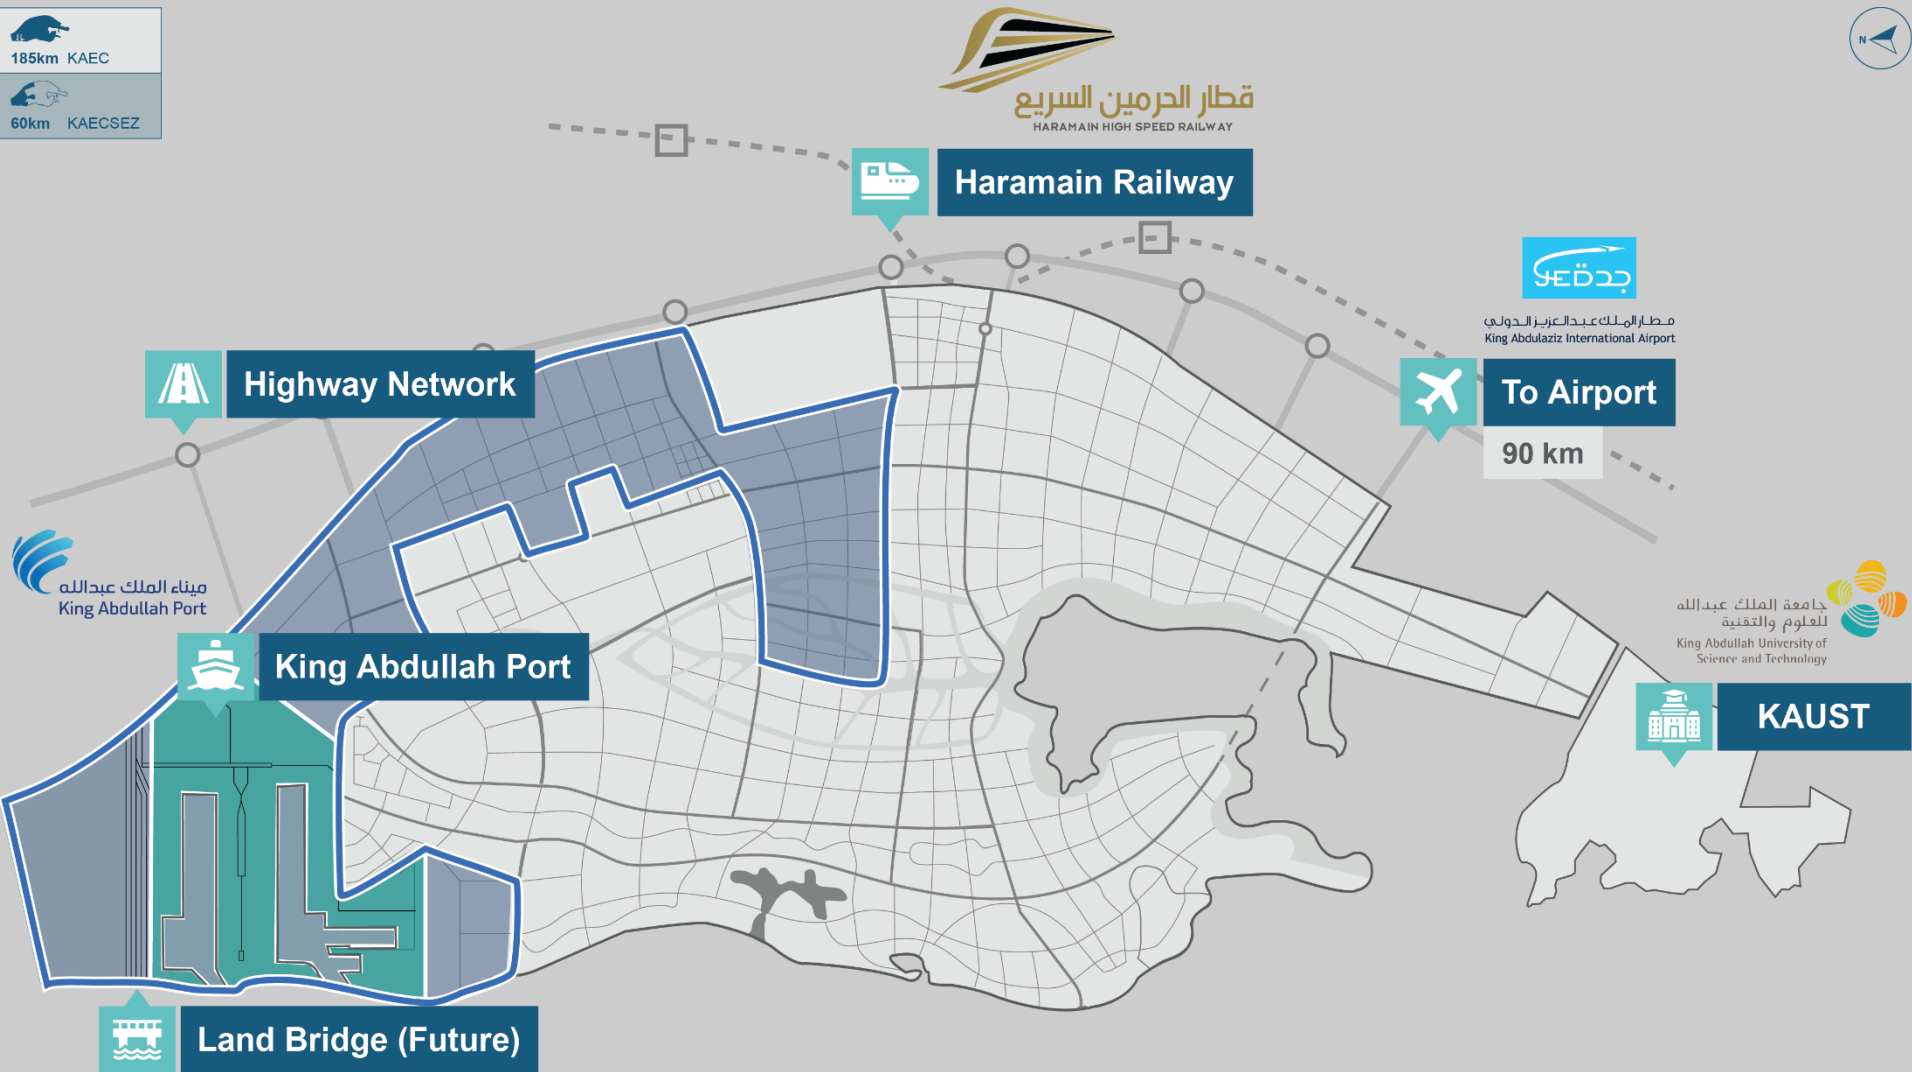 185km KAEC
60km KAECSEZ
N
قطار الحرمين السريع
HARAMAIN HIGH SPEED RAILWAY
Haramain Railway
جدة JED
مطار الملك عبدالعزيز الدولي
King Abdulaziz International Airport
Highway Network
To Airport
90 km
ميناء الملك عبدالله
King Abdullah Port
جامعة الملك عبدالله
للعلوم والتقنية
King Abdullah University of
Science and Technology
King Abdullah Port
KAUST
Land Bridge (Future)